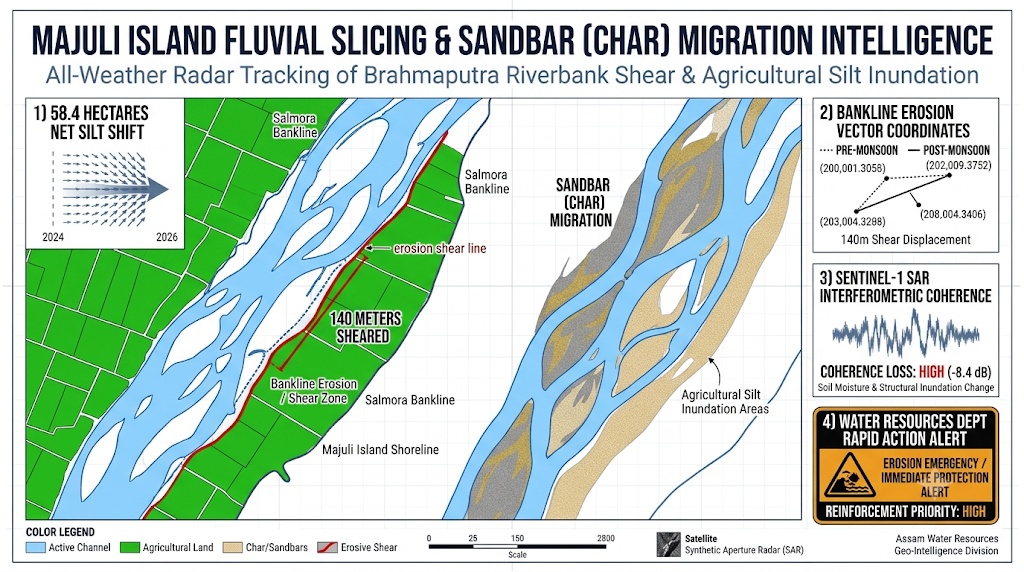 MAJULI ISLAND FLUVIAL SLICING & SANDBAR (CHAR) MIGRATION INTELLIGENCE
All-Weather Radar Tracking of Brahmaputra Riverbank Shear & Agricultural Silt Inundation
1) 58.4 HECTARES
NET SILT SHIFT
2024
2026
Salmora
Bankline
Salmora
Bankline
erosion shear line
140 METERS
SHEARED
Bankline Erosion
/ Shear Zone
Salmora Bankline
Majuli Island Shoreline
SANDBAR
(CHAR)
MIGRATION
Agricultural Silt
Inundation Areas
2) BANKLINE EROSION
VECTOR COORDINATES
PRE-MONSOON
POST-MONSOON
(200,001.3058)
(202,009.3752)
(203,004.3298)
(208,004.3406)
140m Shear Displacement
3) SENTINEL-1 SAR
INTERFEROMETRIC COHERENCE
COHERENCE LOSS: HIGH (-8.4 dB)
Soil Moisture & Structural Inundation Change
4) WATER RESOURCES DEPT
RAPID ACTION ALERT
EROSION EMERGENCY /
IMMEDIATE PROTECTION
ALERT
REINFORCEMENT PRIORITY: HIGH
COLOR LEGEND
Active Channel
Agricultural Land
Char/Sandbars
Erosive Shear
0 25 150 2800
Scale
Satellite
Synthetic Aperture Radar (SAR)
Assam Water Resources
Geo-Intelligence Division